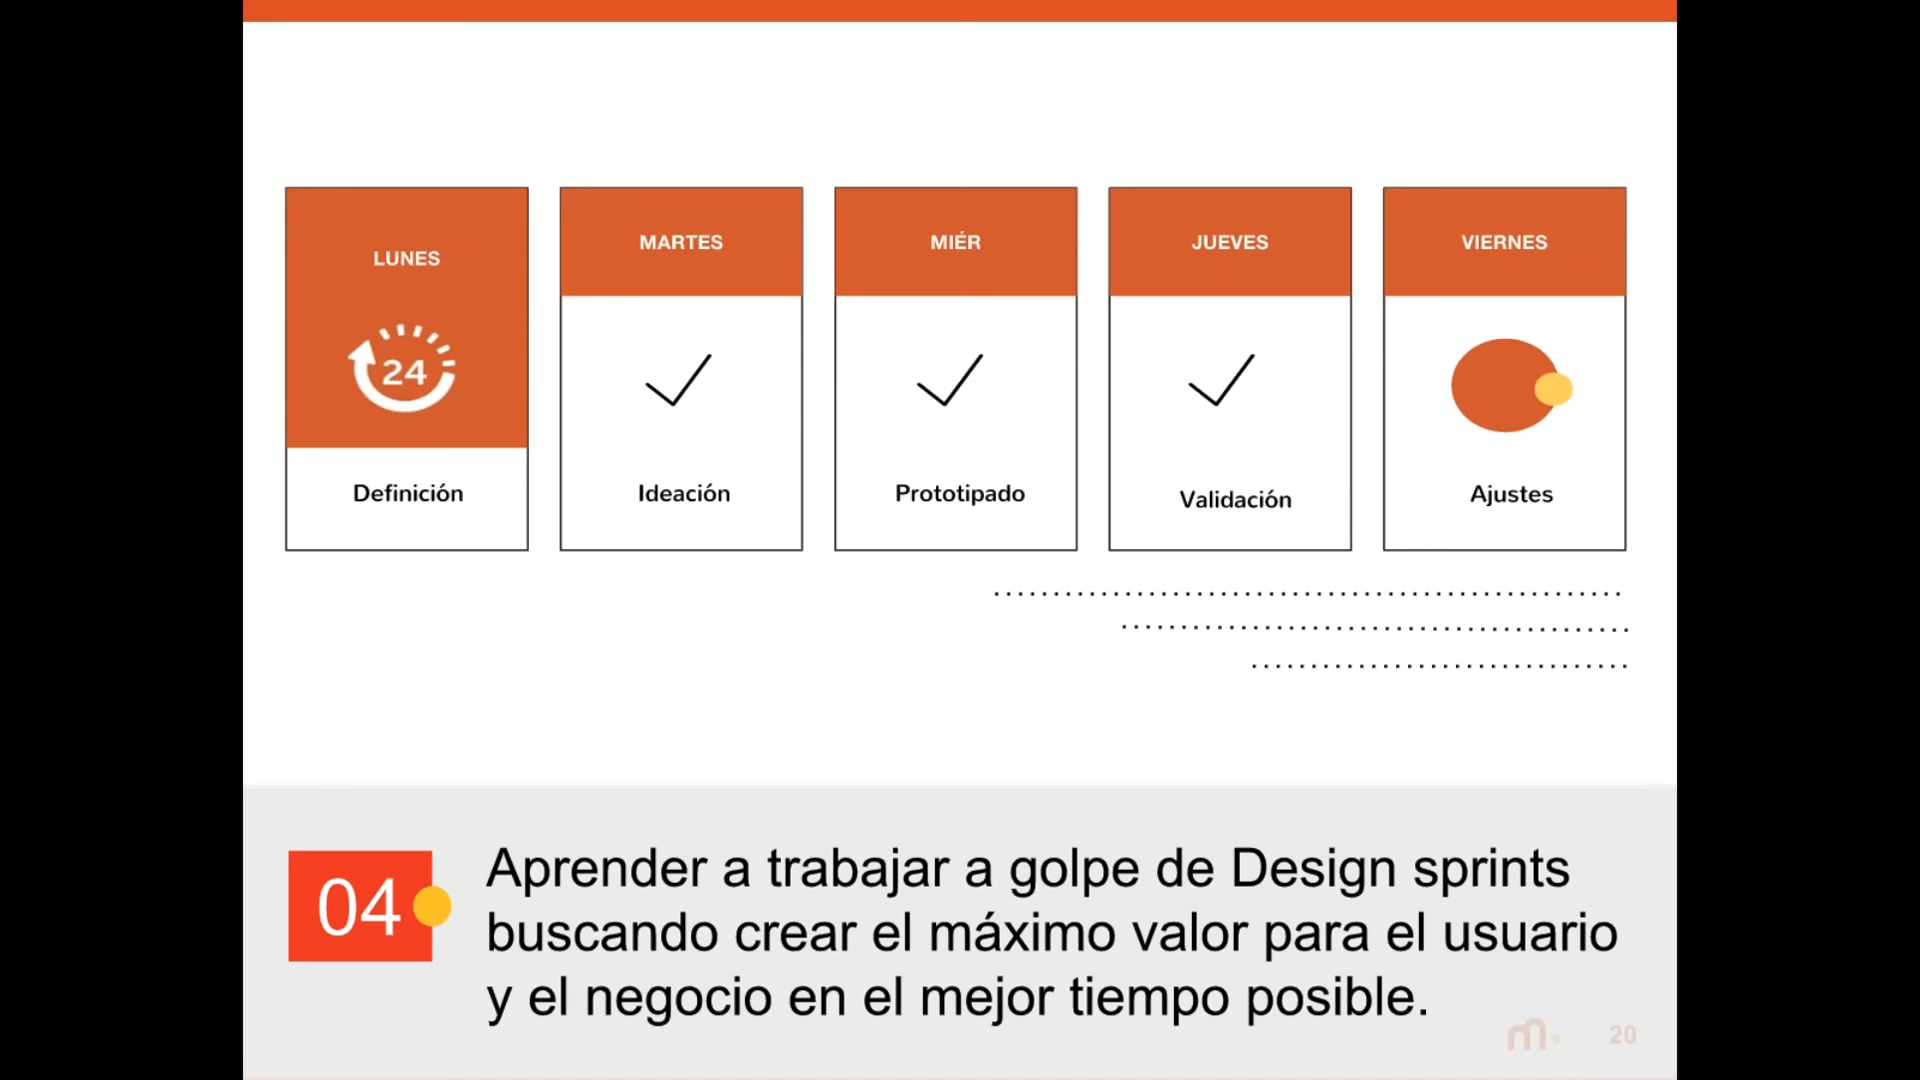 LUNES
MARTES
MIÉR
JUEVES
VIERNES
24
Definición
Ideación
Prototipado
Validación
Ajustes
04
Aprender a trabajar a golpe de Design sprints
buscando crear el máximo valor para el usuario
y el negocio en el mejor tiempo posible.
m
20